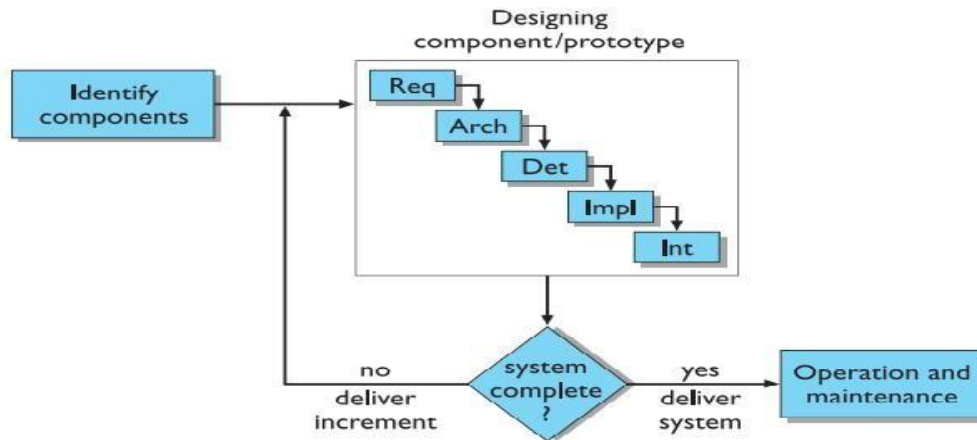 Designing
component/prototype
Identify
components
Req
Arch
Det
Impl
Int
system
complete
?
no
deliver
increment
yes
deliver
system
Operation and
maintenance